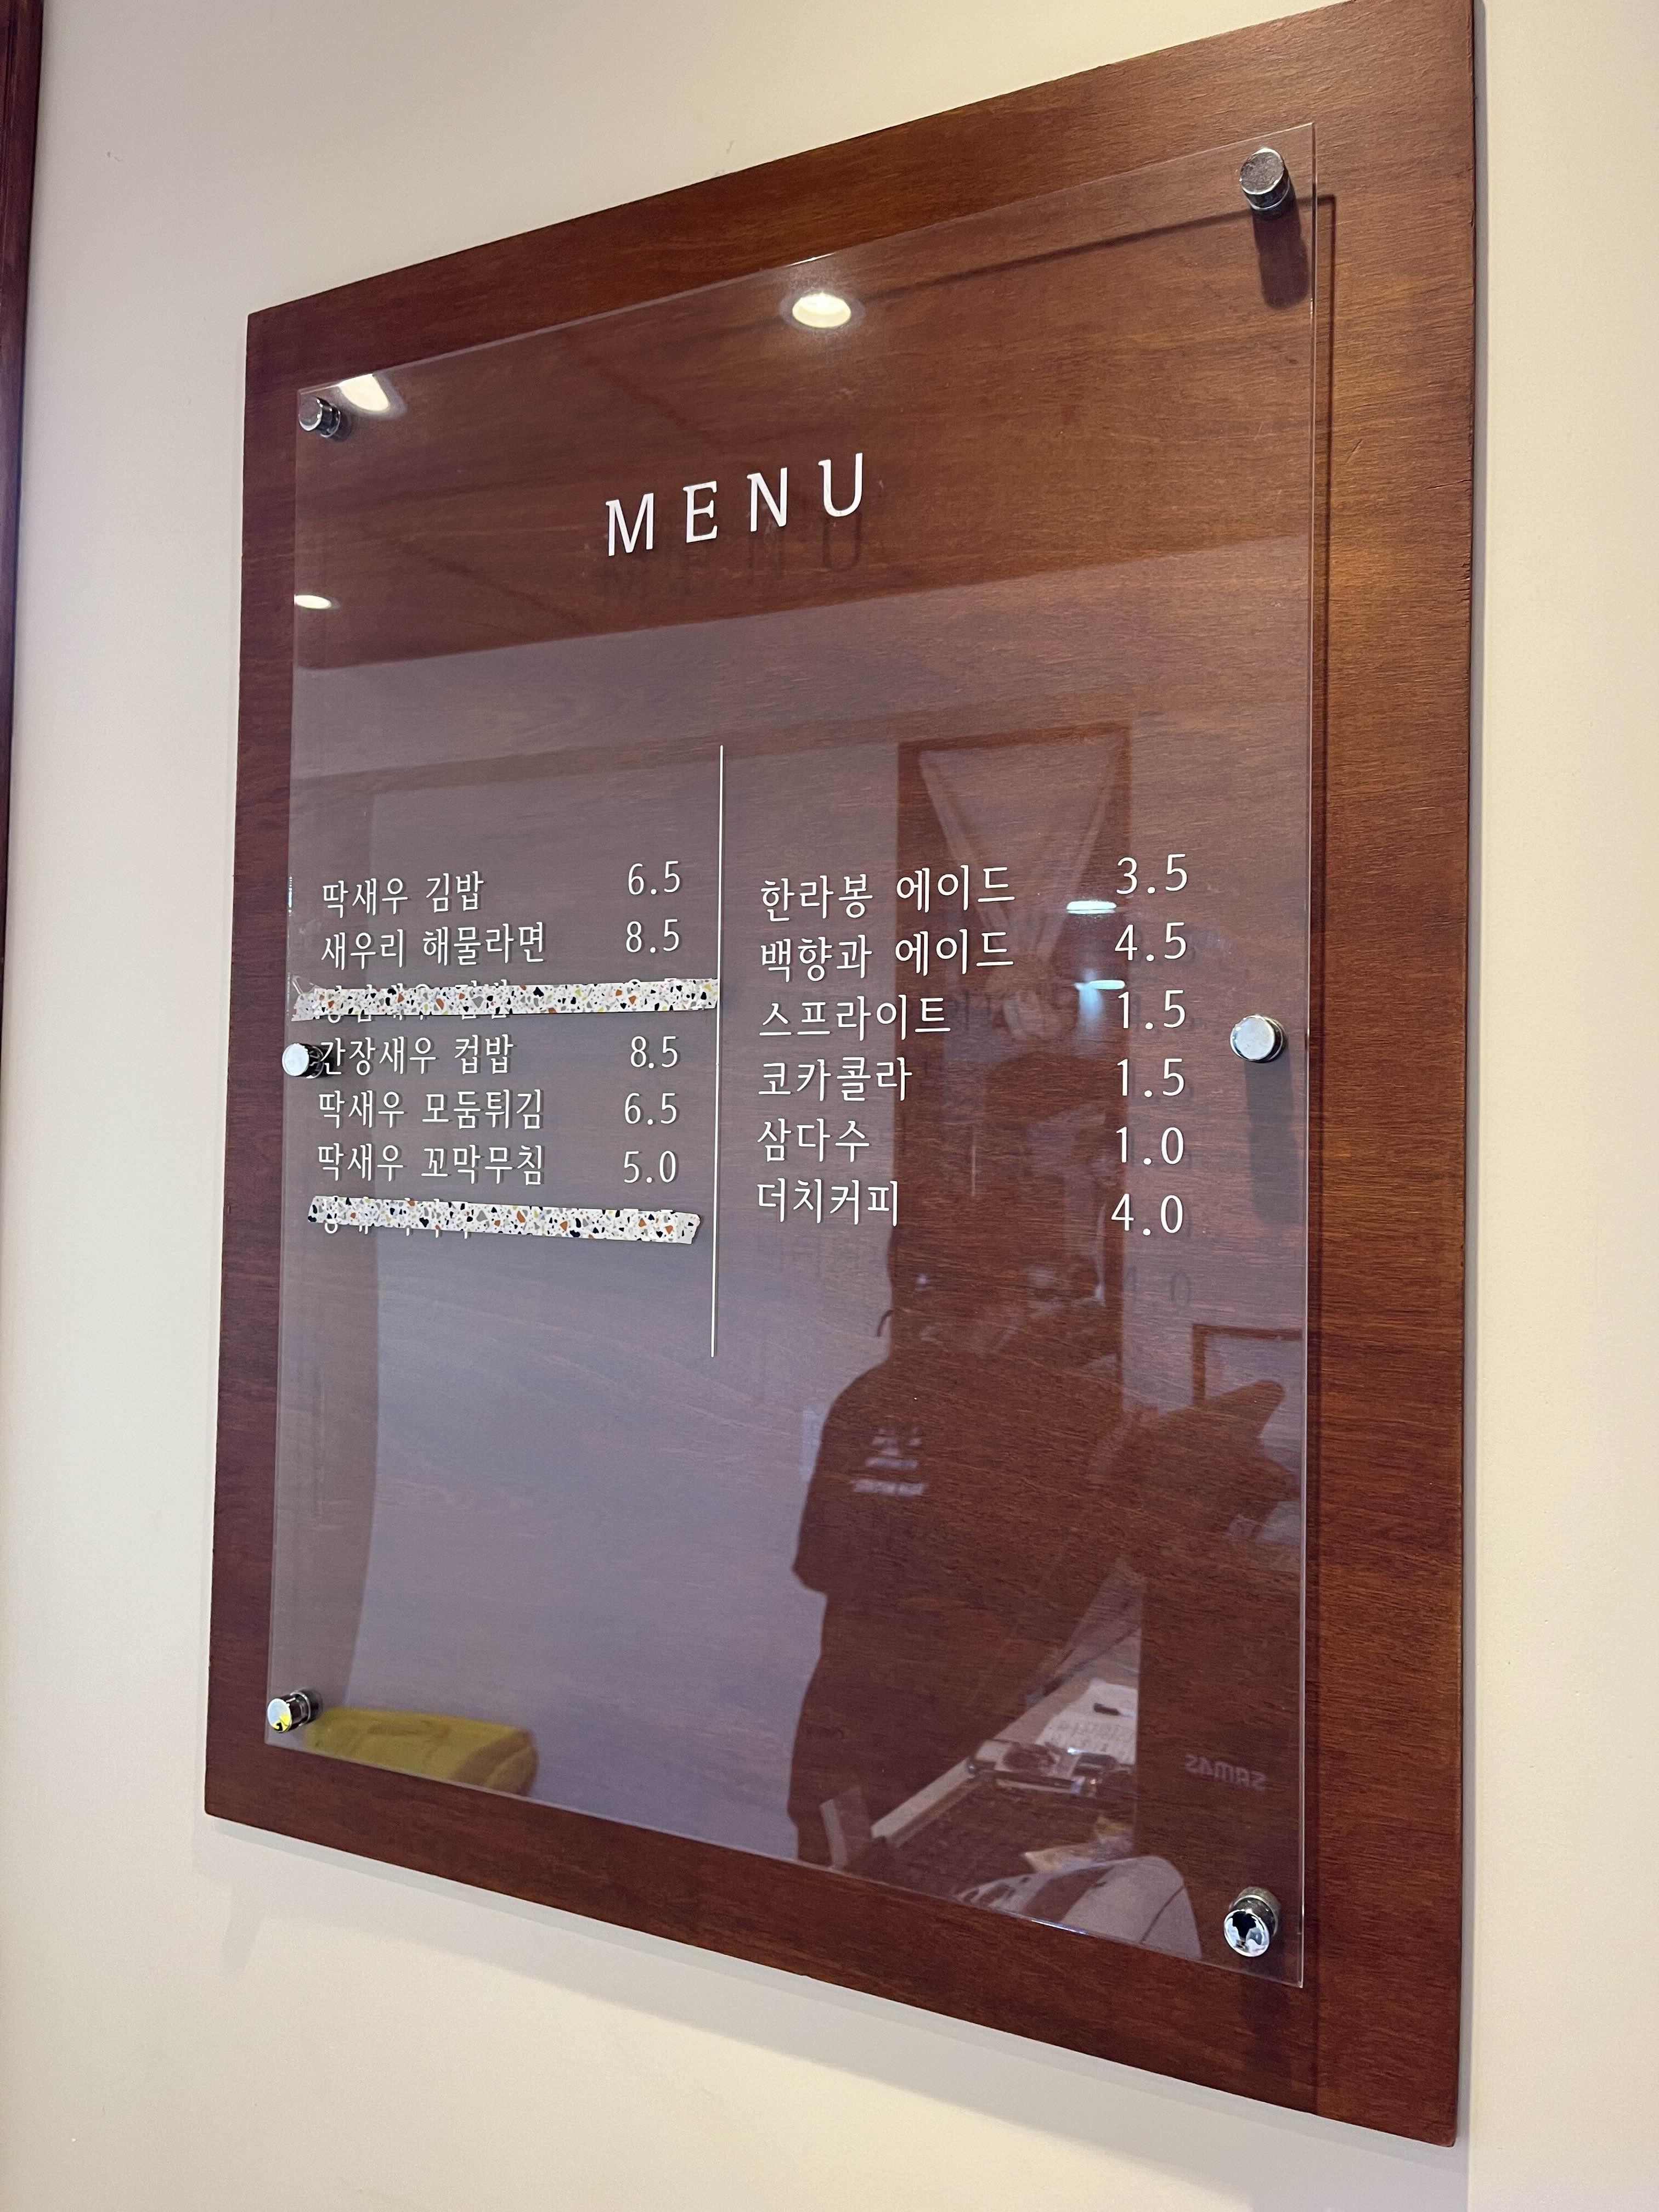 MENU
딱새우 김밥 6.5
새우리 해물라면 8.5
간장새우 컵밥 8.5
딱새우 모둠튀김 6.5
딱새우 꼬막무침 5.0
한라봉 에이드 3.5
백향과 에이드 4.5
스프라이트 1.5
코카콜라 1.5
삼다수 1.0
더치커피 4.0